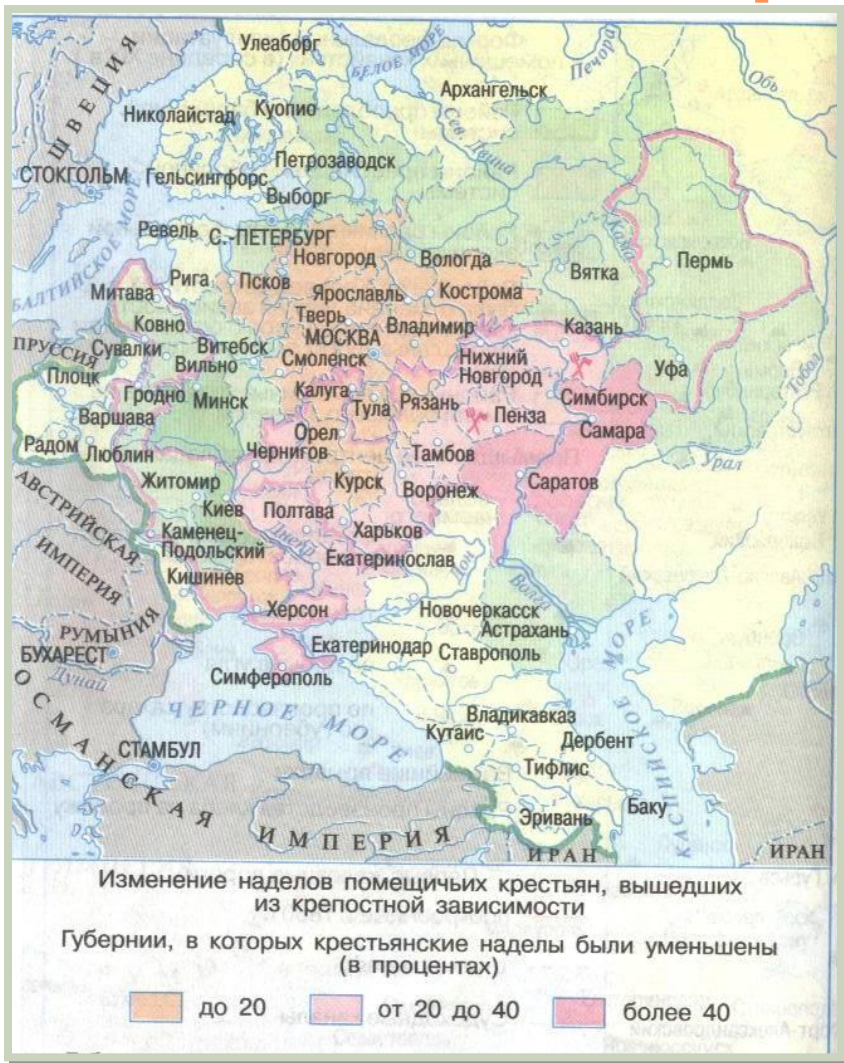 Улеаборг
БЕЛОЕ МОРЕ
Печора
Обь
Архангельск
ШВЕЦИЯ
Николайстад
Куопио
Сев. Двина
Петрозаводск
СТОКГОЛЬМ
Гельсингфорс
Выборг
Ревель
С.-ПЕТЕРБУРГ
Новгород
Вологда
Кама
Вятка
Пермь
БАЛТИЙСКОЕ МОРЕ
Рига
Псков
Ярославль
Кострома
Митава
Тверь
Ковно
МОСКВА
Владимир
Казань
ПРУССИЯ
Сувалки
Витебск
Смоленск
Нижний
Новгород
Уфа
Тобол
Плоцк
Вильно
Гродно
Минск
Калуга
Тула
Рязань
Симбирск
Варшава
Пенза
Самара
Радом
Люблин
Орел
Чернигов
Тамбов
Урал
Житомир
Курск
Воронеж
Саратов
АВСТРИЙСКАЯ
ИМПЕРИЯ
Киев
Полтава
Каменец-
Подольский
Днепр
Харьков
Дон
Екатеринослав
Кишинев
Волга
РУМЫНИЯ
Херсон
Новочеркасск
Астрахань
БУХАРЕСТ
Екатеринодар
Ставрополь
Дунай
Симферополь
ЧЕРНОЕ МОРЕ
КАСПИЙСКОЕ МОРЕ
Владикавказ
Кутаис
Дербент
СТАМБУЛ
Тифлис
Баку
Эривань
ОСМАНСКАЯ
ИМПЕРИЯ
ИРАН
ИРАН
Изменение наделов помещичьих крестьян, вышедших
из крепостной зависимости
Губернии, в которых крестьянские наделы были уменьшены
(в процентах)
до 20
от 20 до 40
более 40